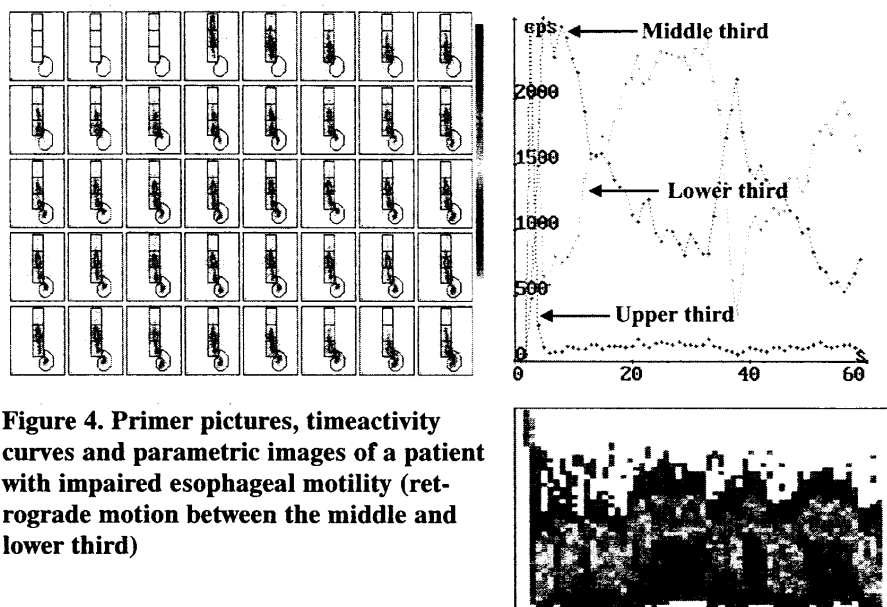 cps
Middle third
2000
1500
Lower third
1000
500
Upper third
0
s
0 20 40 60
Figure 4. Primer pictures, timeactivity
curves and parametric images of a patient
with impaired esophageal motility (ret-
rograde motion between the middle and
lower third)